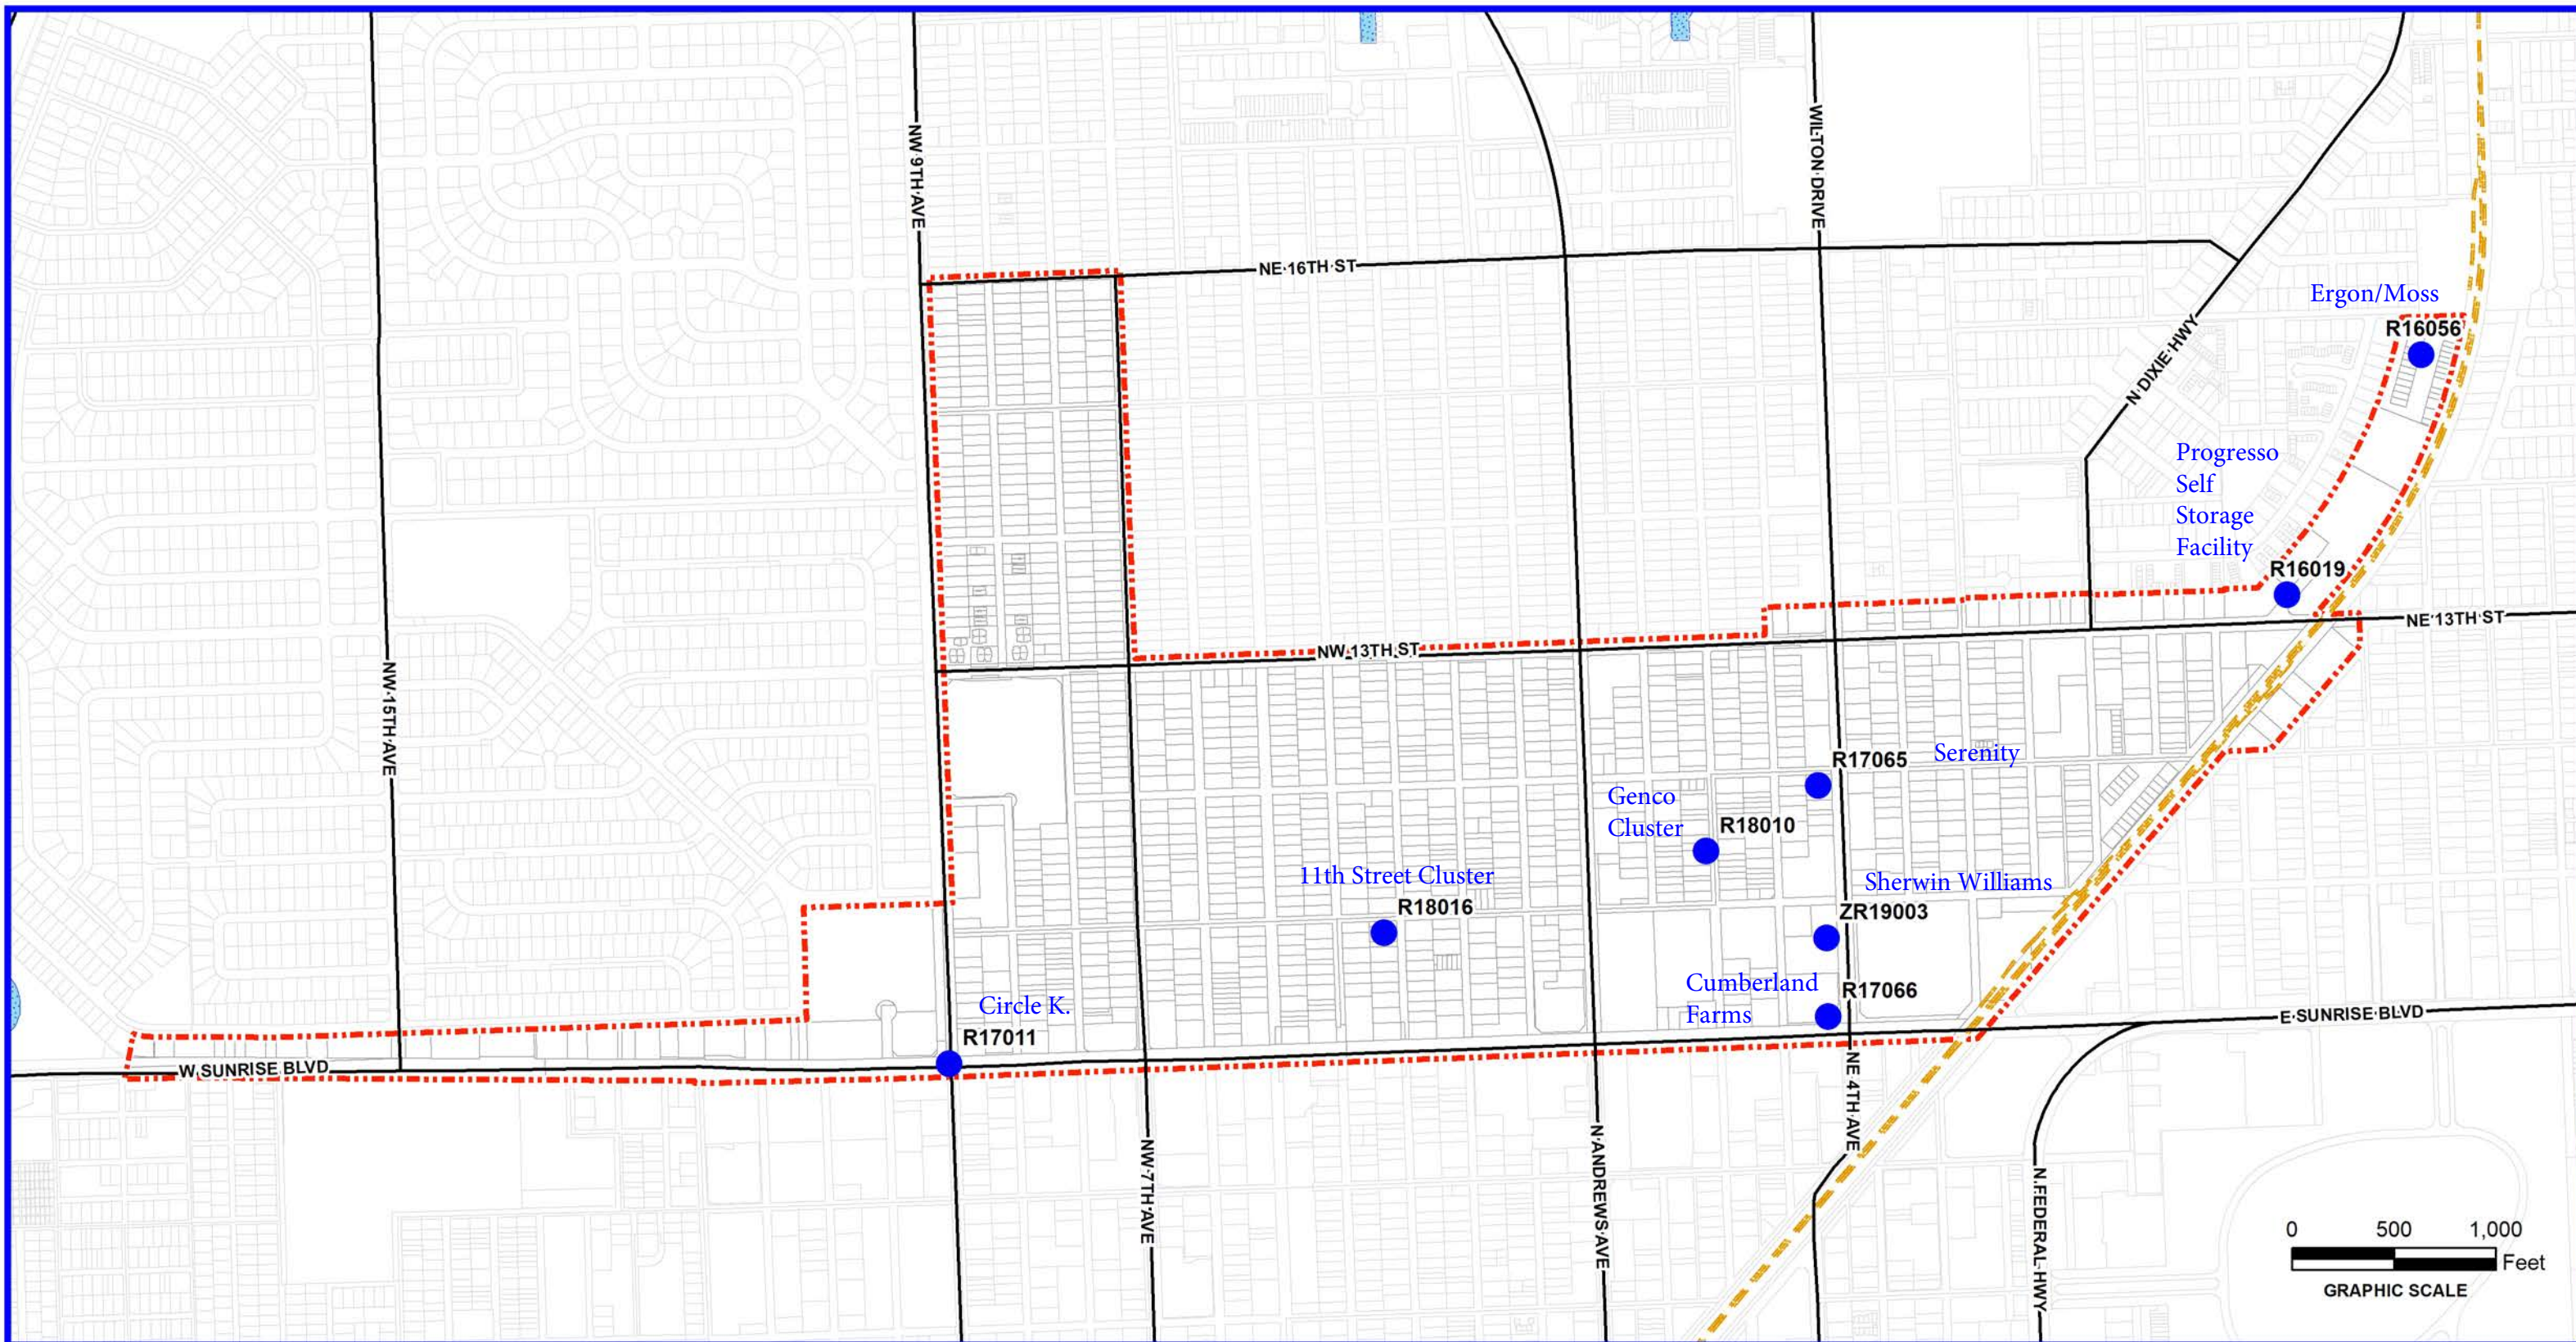 NW 9TH AVE
WILTON DRIVE
NE 16TH ST
Ergon/Moss
R16056
N DIXIE HWY
Progresso
Self
Storage
Facility
R16019
NE 13TH ST
NW 13TH ST
NW 15TH AVE
R17065
Serenity
Genco
Cluster
R18010
11th Street Cluster
R18016
Sherwin Williams
ZR19003
Cumberland
Farms
R17066
Circle K.
R17011
W SUNRISE BLVD
E SUNRISE BLVD
NE 4TH AVE
NW 7TH AVE
N ANDREWS AVE
N FEDERAL HWY
0 500 1,000
Feet
GRAPHIC SCALE